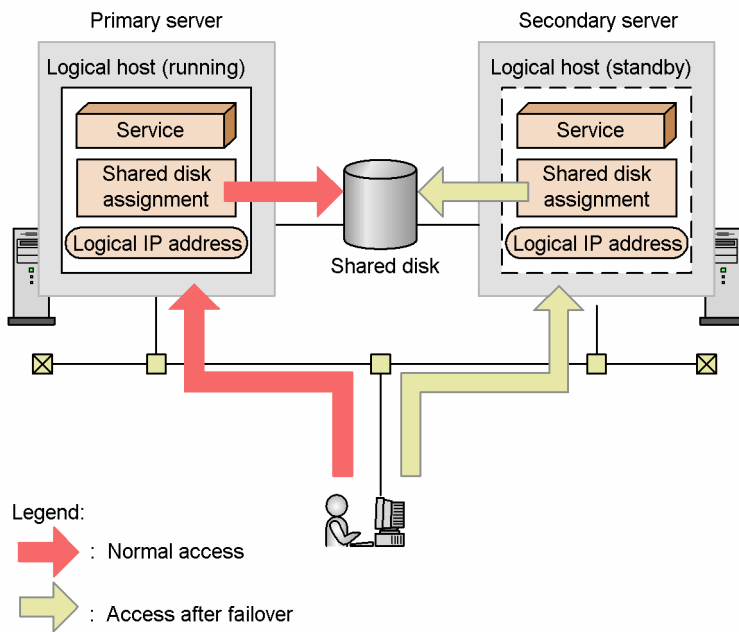 Primary server
Secondary server
Logical host (running)
Service
Shared disk
assignment
Logical IP address
Shared disk
Logical host (standby)
Service
Shared disk
assignment
Logical IP address
Legend:
: Normal access
: Access after failover